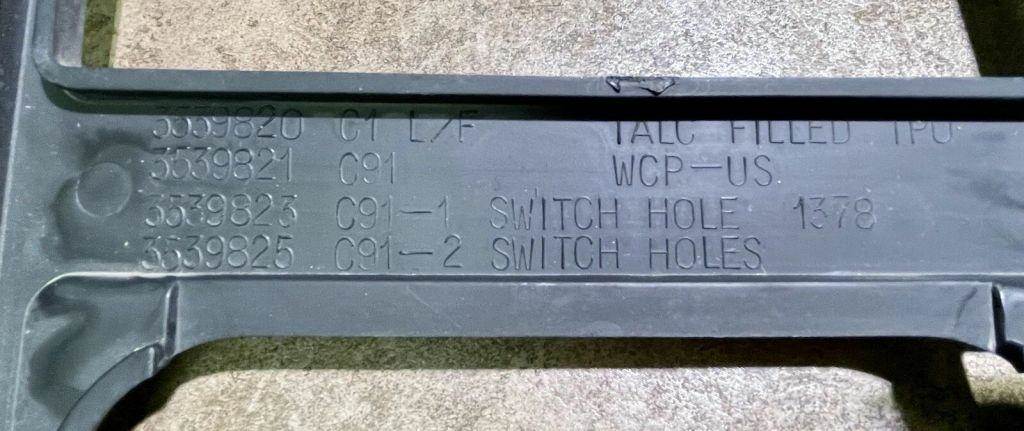 3539820 C1 L/F TALC FILLED TPO
3539821 C91 WCP-US
3539823 C91-1 SWITCH HOLE 1378
3539825 C91-2 SWITCH HOLES